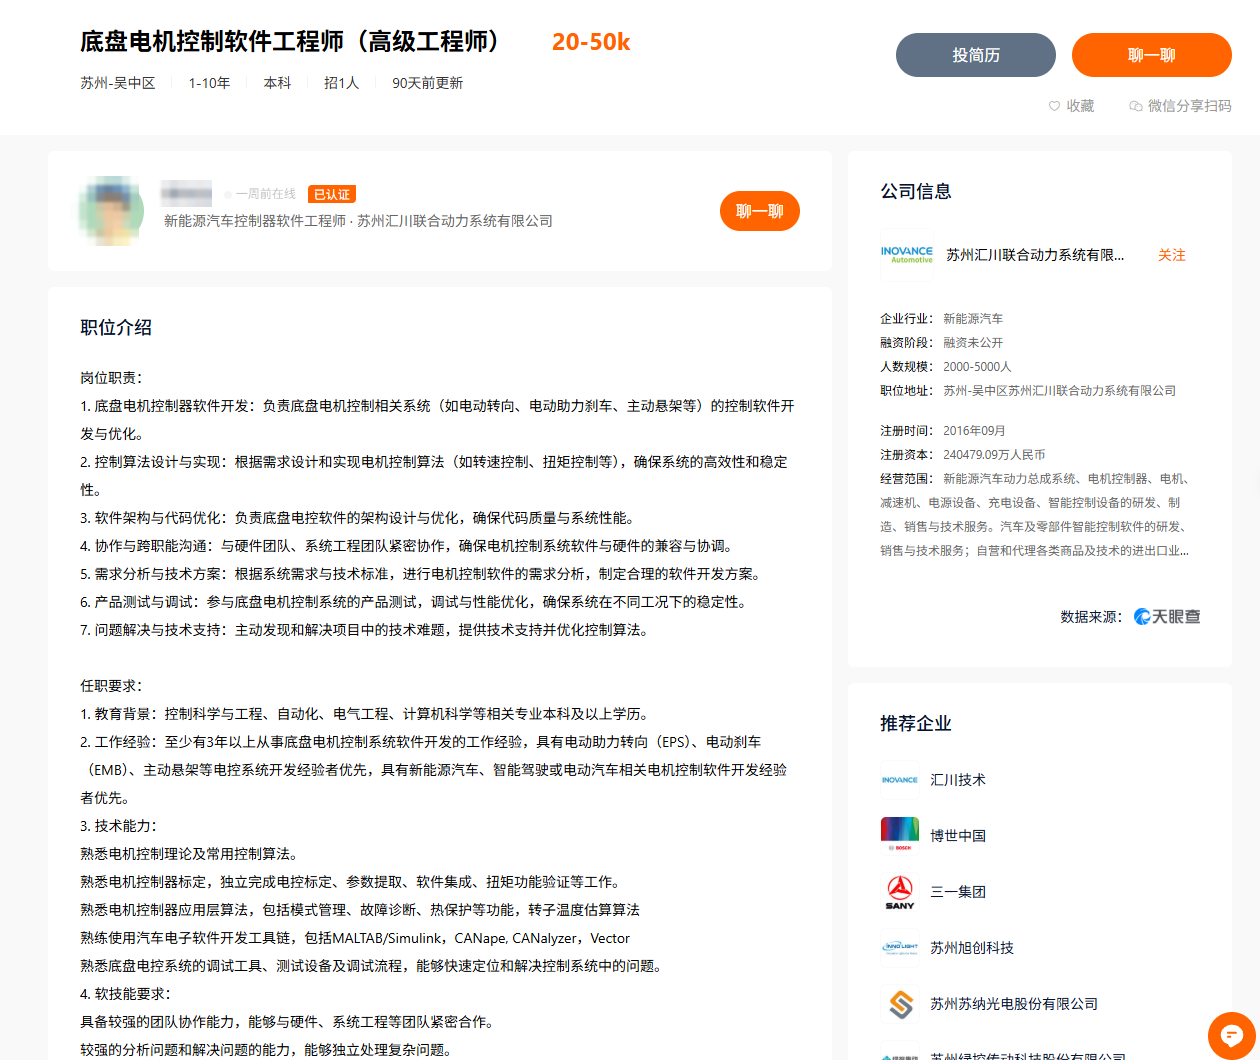 底盘电机控制软件工程师（高级工程师）
20-50k
苏州-吴中区
1-10年
本科
招1人
90天前更新
投简历
聊一聊
收藏
微信分享扫码
一周前在线
已认证
新能源汽车控制器软件工程师 · 苏州汇川联合动力系统有限公司
聊一聊
职位介绍
岗位职责：
1. 底盘电机控制器软件开发：负责底盘电机控制相关系统（如电动转向、电动助力刹车、主动悬架等）的控制软件开
发与优化。
2. 控制算法设计与实现：根据需求设计和实现电机控制算法（如转速控制、扭矩控制等），确保系统的高效性和稳定
性。
3. 软件架构与代码优化：负责底盘电控软件的架构设计与优化，确保代码质量与系统性能。
4. 协作与跨职能沟通：与硬件团队、系统工程团队紧密协作，确保电机控制系统软件与硬件的兼容与协调。
5. 需求分析与技术方案：根据系统需求与技术标准，进行电机控制软件的需求分析，制定合理的软件开发方案。
6. 产品测试与调试：参与底盘电机控制系统的产品测试，调试与性能优化，确保系统在不同工况下的稳定性。
7. 问题解决与技术支持：主动发现和解决项目中的技术难题，提供技术支持并优化控制算法。
任职要求：
1. 教育背景：控制科学与工程、自动化、电气工程、计算机科学等相关专业本科及以上学历。
2. 工作经验：至少有3年以上从事底盘电机控制系统软件开发的工作经验，具有电动助力转向（EPS）、电动刹车
（EMB）、主动悬架等电控系统开发经验者优先，具有新能源汽车、智能驾驶或电动汽车相关电机控制软件开发经验
者优先。
3. 技术能力：
熟悉电机控制理论及常用控制算法。
熟悉电机控制器标定，独立完成电控标定、参数提取、软件集成、扭矩功能验证等工作。
熟悉电机控制器应用层算法，包括模式管理、故障诊断、热保护等功能，转子温度估算算法
熟练使用汽车电子软件开发工具链，包括MALTAB/Simulink，CANape, CANalyzer，Vector
熟悉底盘电控系统的调试工具、测试设备及调试流程，能够快速定位和解决控制系统中的问题。
4. 软技能要求：
具备较强的团队协作能力，能够与硬件、系统工程等团队紧密合作。
较强的分析问题和解决问题的能力，能够独立处理复杂问题。
公司信息
INOVANCE
Automotive
苏州汇川联合动力系统有限...
关注
企业行业： 新能源汽车
融资阶段： 融资未公开
人数规模： 2000-5000人
职位地址： 苏州-吴中区苏州汇川联合动力系统有限公司
注册时间： 2016年09月
注册资本： 240479.09万人民币
经营范围： 新能源汽车动力总成系统、电机控制器、电机、
减速机、电源设备、充电设备、智能控制设备的研发、制
造、销售与技术服务。汽车及零部件智能控制软件的研发、
销售与技术服务；自营和代理各类商品及技术的进出口业...
数据来源： 天眼查
推荐企业
INOVANCE
汇川技术
BOSCH
博世中国
SANY
三一集团
INNOLIGHT
苏州旭创科技
苏州苏纳光电股份有限公司
苏州绿控传动科技股份有限公司